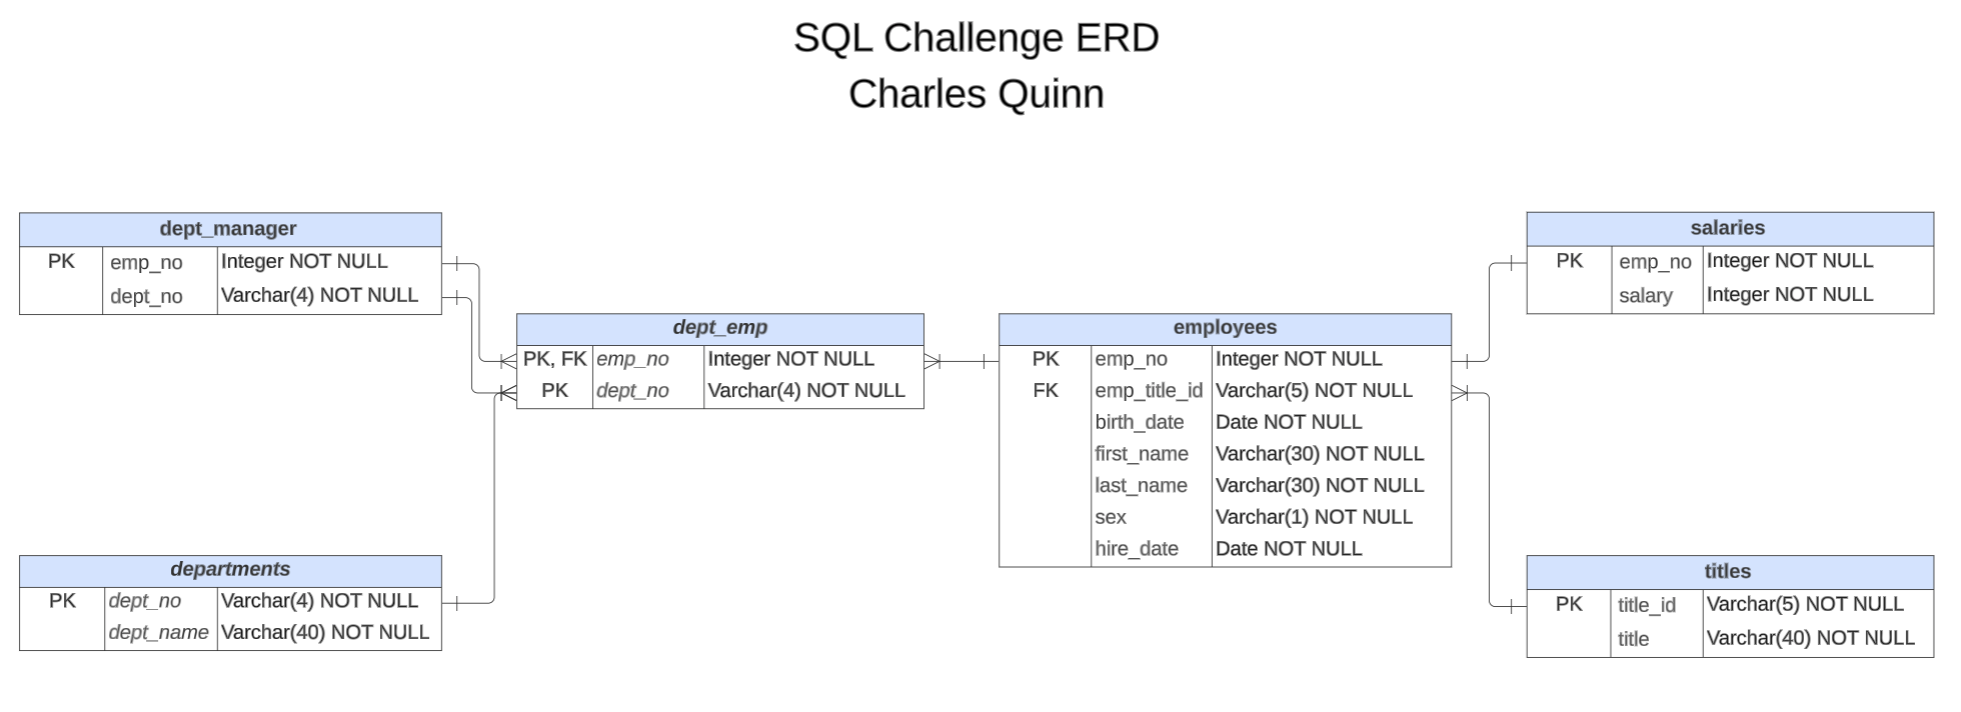 SQL Challenge ERD
Charles Quinn
dept_manager
PK emp_no Integer NOT NULL
dept_no Varchar(4) NOT NULL
departments
PK dept_no Varchar(4) NOT NULL
dept_name Varchar(40) NOT NULL
dept_emp
PK, FK emp_no Integer NOT NULL
PK dept_no Varchar(4) NOT NULL
employees
PK emp_no Integer NOT NULL
FK emp_title_id Varchar(5) NOT NULL
birth_date Date NOT NULL
first_name Varchar(30) NOT NULL
last_name Varchar(30) NOT NULL
sex Varchar(1) NOT NULL
hire_date Date NOT NULL
salaries
PK emp_no Integer NOT NULL
salary Integer NOT NULL
titles
PK title_id Varchar(5) NOT NULL
title Varchar(40) NOT NULL